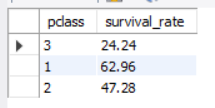 pclass survival_rate
3 24.24
1 62.96
2 47.28